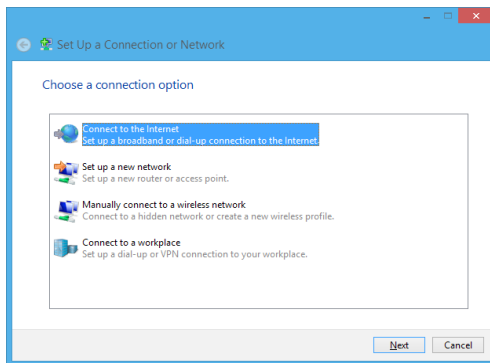 Set Up a Connection or Network
Choose a connection option
Connect to the Internet
Set up a broadband or dial-up connection to the Internet.
Set up a new network
Set up a new router or access point.
Manually connect to a wireless network
Connect to a hidden network or create a new wireless profile.
Connect to a workplace
Set up a dial-up or VPN connection to your workplace.
Next Cancel